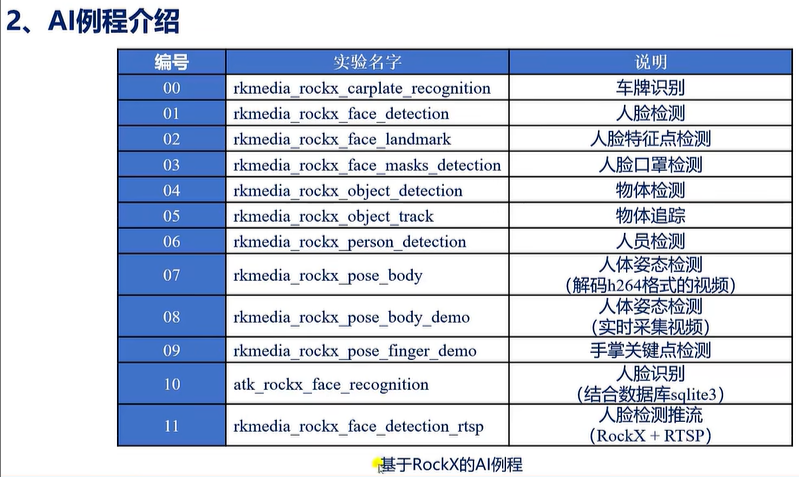 2、AI例程介绍
编号 实验名字 说明
00 rkmedia_rockx_carplate_recognition 车牌识别
01 rkmedia_rockx_face_detection 人脸检测
02 rkmedia_rockx_face_landmark 人脸特征点检测
03 rkmedia_rockx_face_masks_detection 人脸口罩检测
04 rkmedia_rockx_object_detection 物体检测
05 rkmedia_rockx_object_track 物体追踪
06 rkmedia_rockx_person_detection 人员检测
07 rkmedia_rockx_pose_body 人体姿态检测
（解码h264格式的视频）
08 rkmedia_rockx_pose_body_demo 人体姿态检测
（实时采集视频）
09 rkmedia_rockx_pose_finger_demo 手掌关键点检测
10 atk_rockx_face_recognition 人脸识别
（结合数据库sqlite3）
11 rkmedia_rockx_face_detection_rtsp 人脸检测推流
（RockX + RTSP）
基于RockX的AI例程